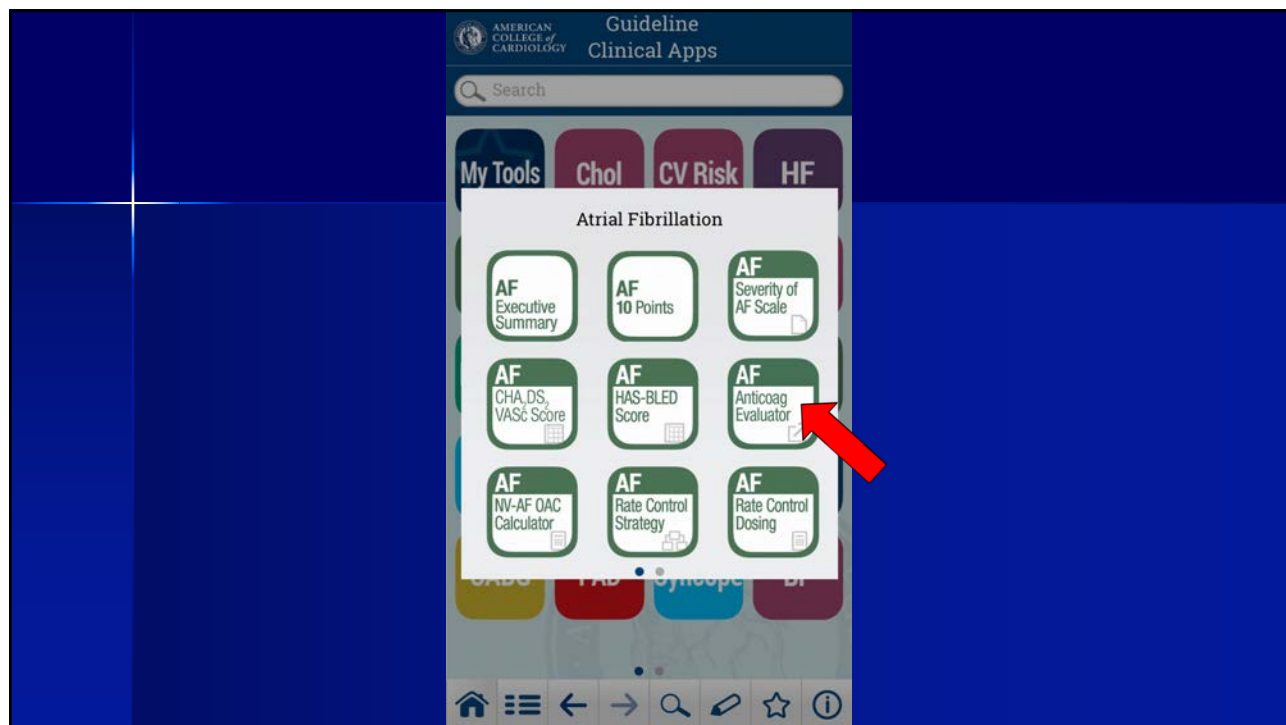 AMERICAN
COLLEGE of
CARDIOLOGY
Guideline
Clinical Apps
Search
My Tools
Chol
CV Risk
HF
Atrial Fibrillation
AF
Executive
Summary
AF
10 Points
AF
Severity of
AF Scale
AF
CHA2DS2
VASc Score
AF
HAS-BLED
Score
AF
Anticoag
Evaluator
AF
NV-AF OAC
Calculator
AF
Rate Control
Strategy
AF
Rate Control
Dosing
Syncope